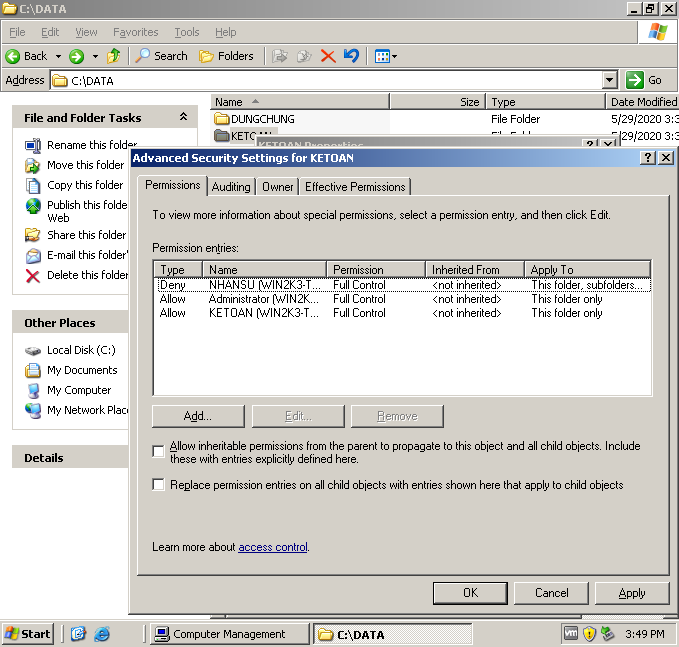 C:\DATA
File Edit View Favorites Tools Help
Back Search Folders
Address C:\DATA Go
File and Folder Tasks
Rename this folder
Move this folder
Copy this folder
Publish this folde
Web
Share this folder
E-mail this folder'
Delete this folder
Other Places
Local Disk (C:)
My Documents
My Computer
My Network Plac
Details
Name Size Type Date Modified
DUNGCHUNG File Folder 5/29/2020 3:3
KETOAN File Folder 5/29/2020 3:3
KETOAN Properties
Advanced Security Settings for KETOAN
Permissions Auditing Owner Effective Permissions
To view more information about special permissions, select a permission entry, and then click Edit.
Permission entries:
Type Name Permission Inherited From Apply To
Deny NHANSU (WIN2K3-T... Full Control <not inherited> This folder, subfolders...
Allow Administrator (WIN2K... Full Control <not inherited> This folder only
Allow KETOAN (WIN2K3-T... Full Control <not inherited> This folder only
Add... Edit... Remove
Allow inheritable permissions from the parent to propagate to this object and all child objects. Include
these with entries explicitly defined here.
Replace permission entries on all child objects with entries shown here that apply to child objects
Learn more about access control.
OK Cancel Apply
Start Computer Management C:\DATA vm 3:49 PM